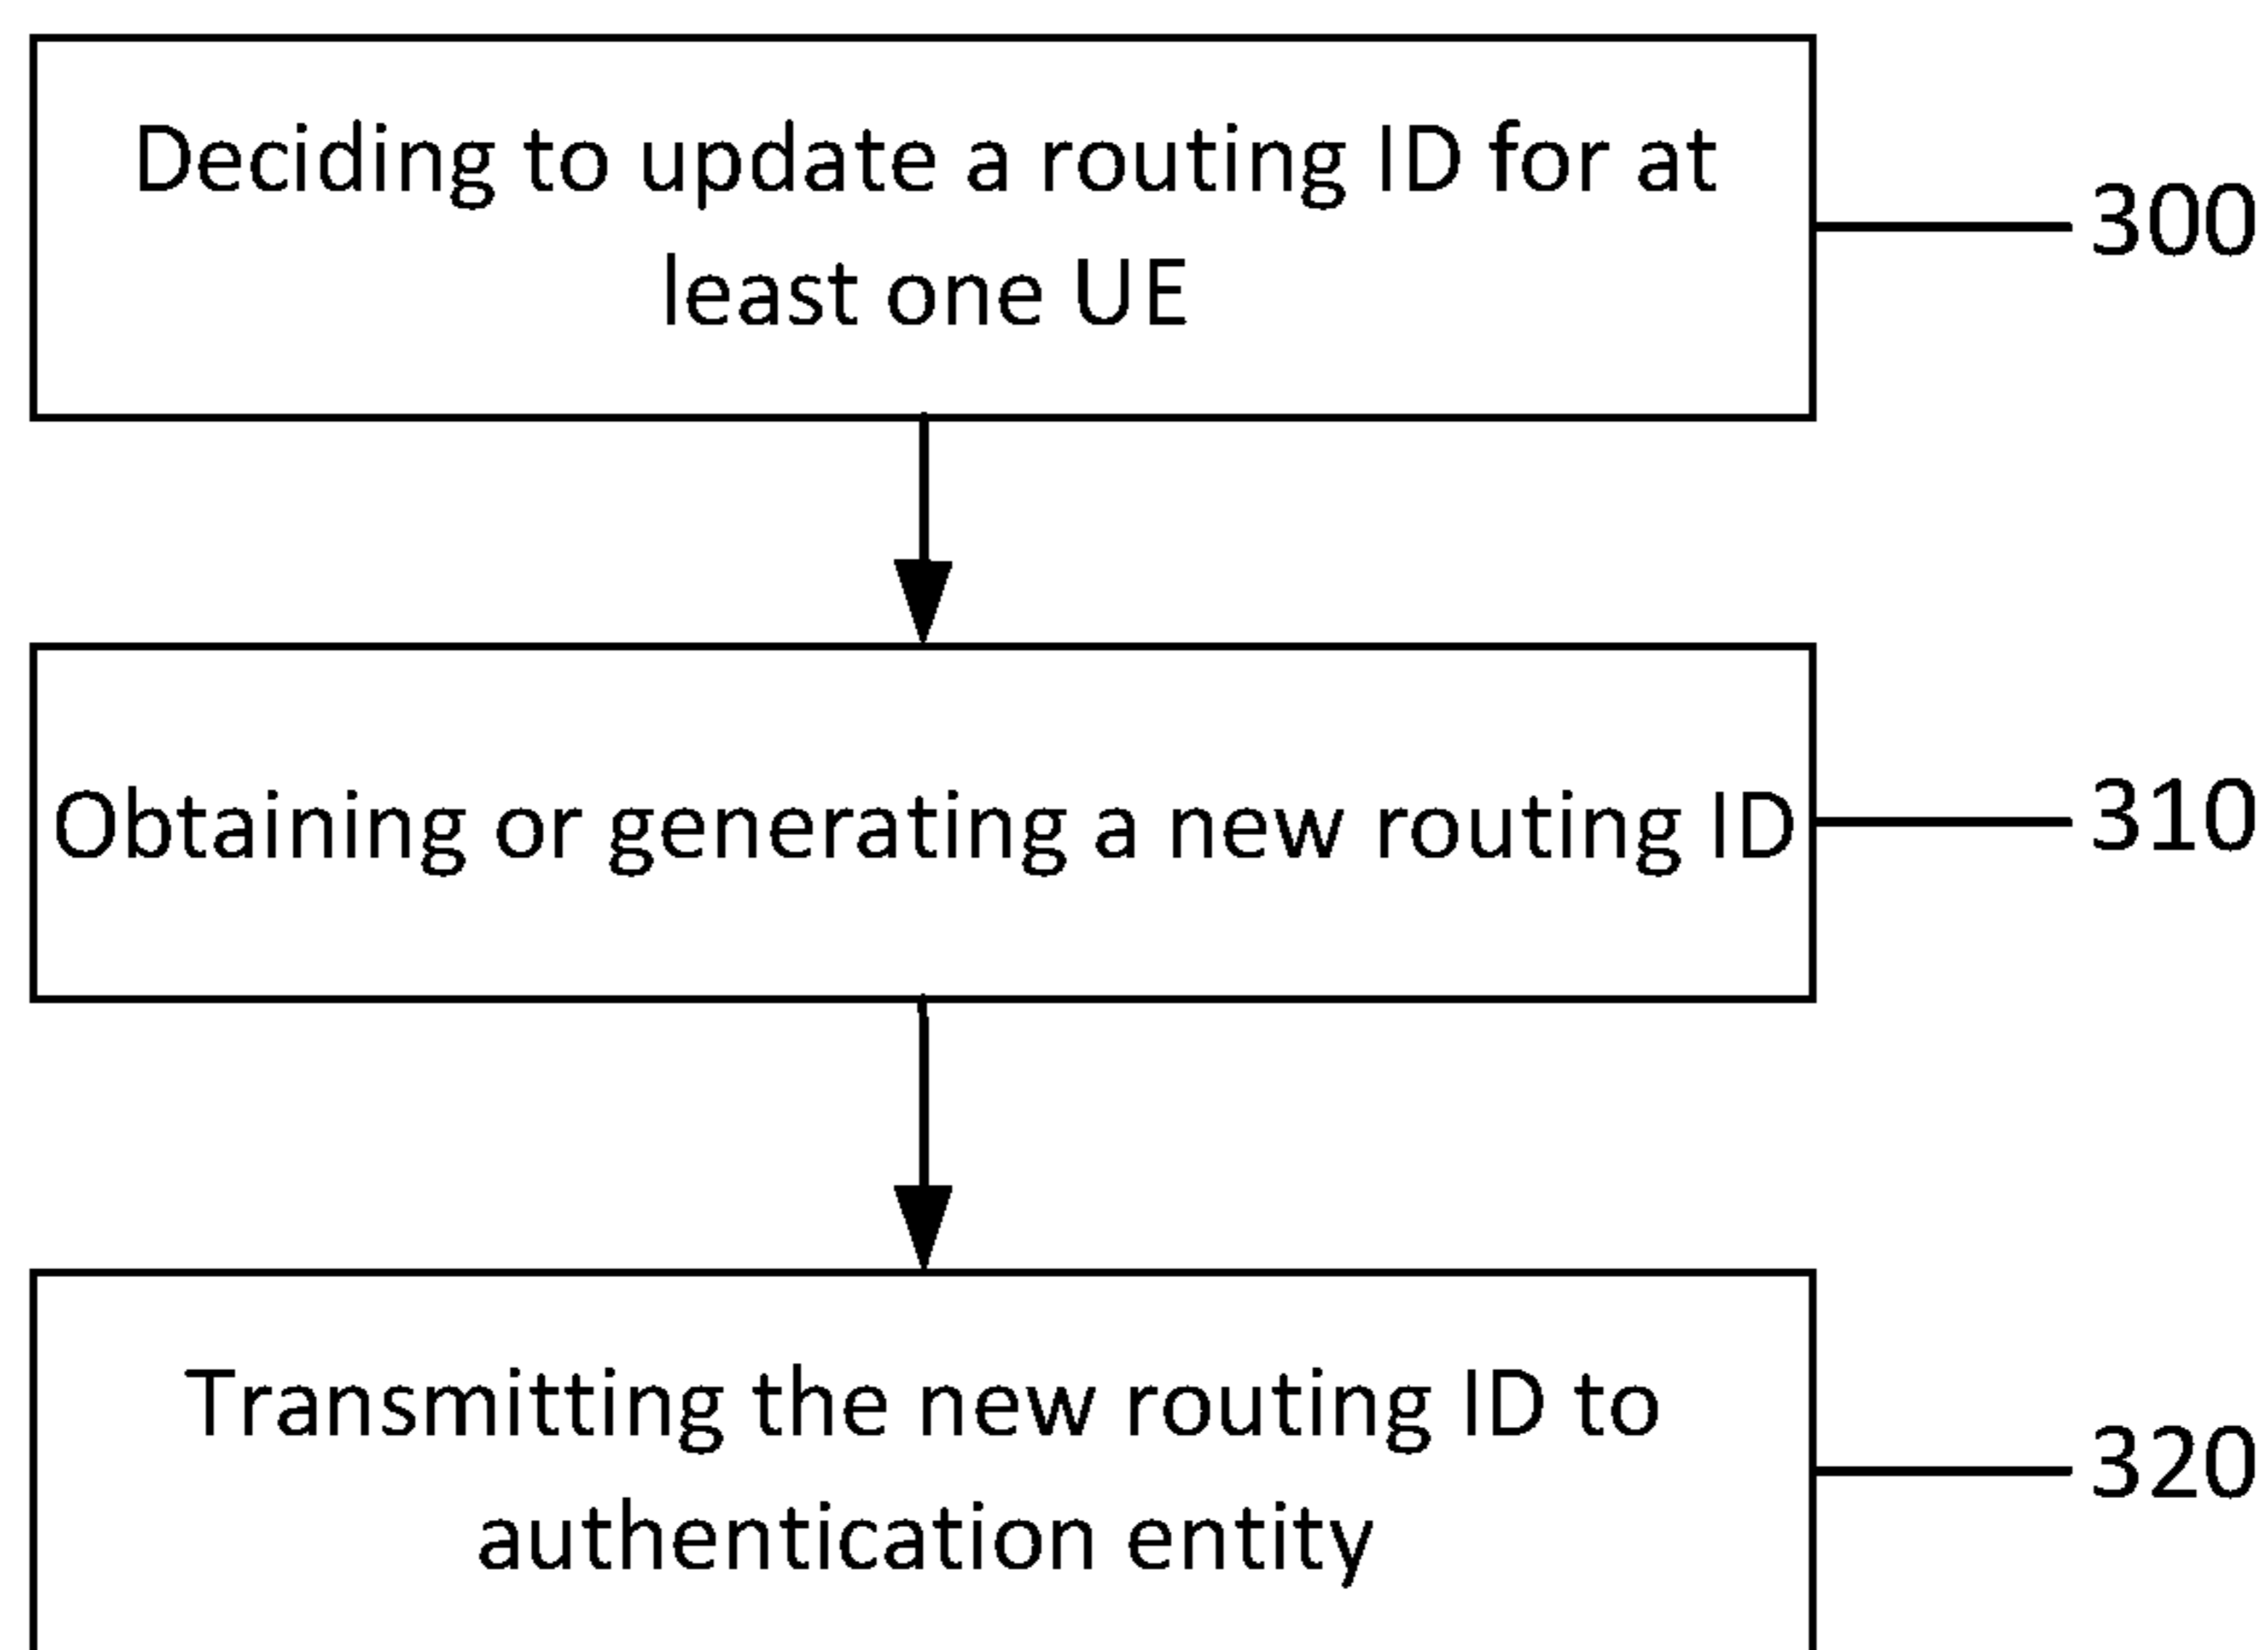 Deciding to update a routing ID for at
least one UE
300
Obtaining or generating a new routing ID
310
Transmitting the new routing ID to
authentication entity
320